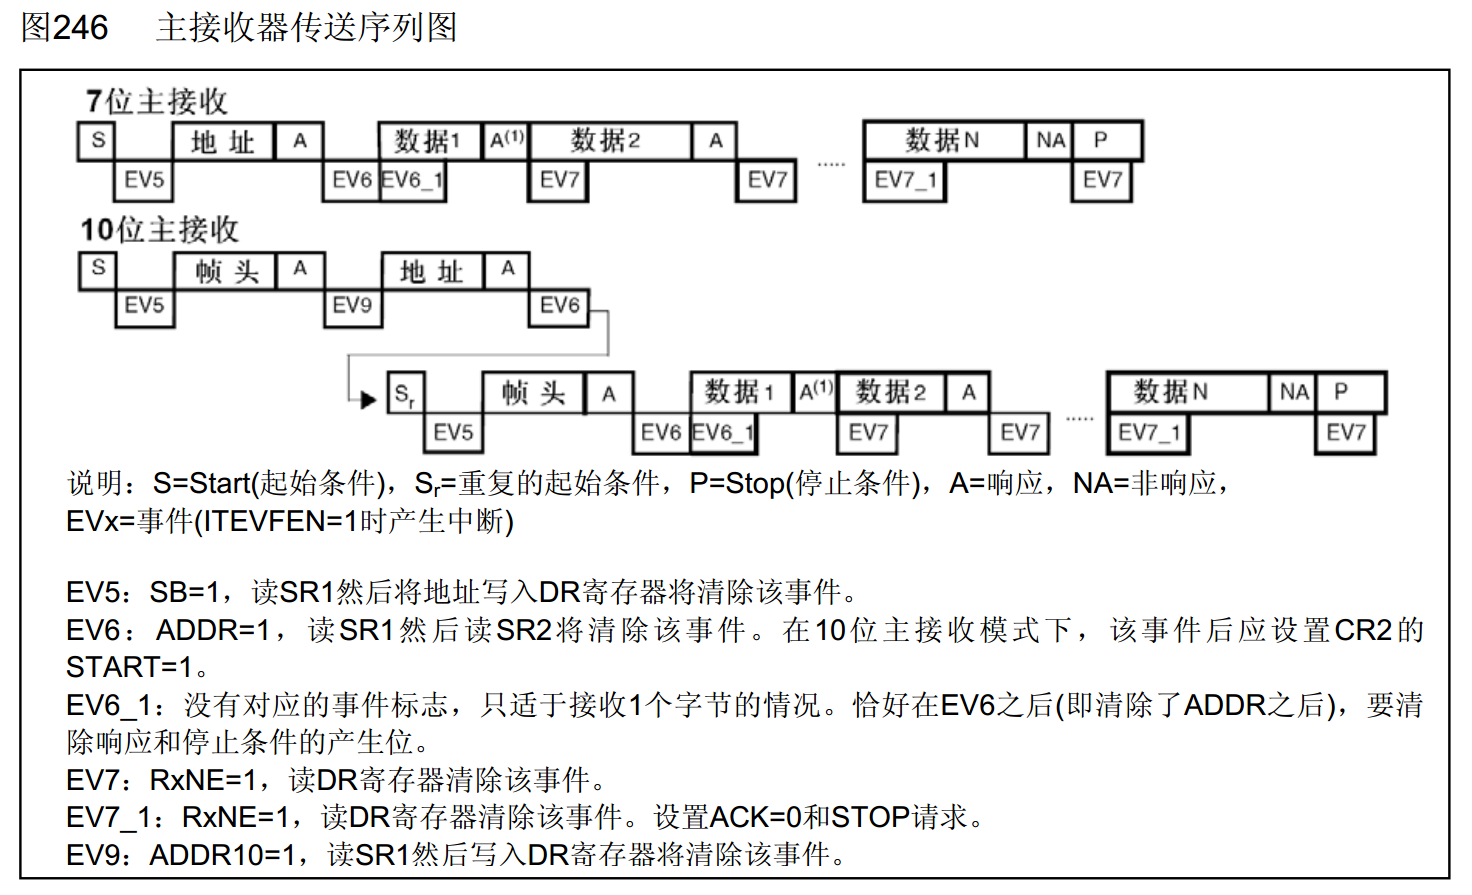 图246 主接收器传送序列图
7位主接收
S 地址 A 数据1 A(1) 数据2 A ..... 数据N NA P
EV5 EV6 EV6_1 EV7 EV7 EV7_1 EV7
10位主接收
S 帧头 A 地址 A
EV5 EV9 EV6
Sr 帧头 A 数据1 A(1) 数据2 A ..... 数据N NA P
EV5 EV6 EV6_1 EV7 EV7 EV7_1 EV7
说明：S=Start(起始条件)，Sr=重复的起始条件，P=Stop(停止条件)，A=响应，NA=非响应，
EVx=事件(ITEVFEN=1时产生中断)
EV5：SB=1，读SR1然后将地址写入DR寄存器将清除该事件。
EV6：ADDR=1，读SR1然后读SR2将清除该事件。在10位主接收模式下，该事件后应设置CR2的
START=1。
EV6_1：没有对应的事件标志，只适于接收1个字节的情况。恰好在EV6之后(即清除了ADDR之后)，要清
除响应和停止条件的产生位。
EV7：RxNE=1，读DR寄存器清除该事件。
EV7_1：RxNE=1，读DR寄存器清除该事件。设置ACK=0和STOP请求。
EV9：ADDR10=1，读SR1然后写入DR寄存器将清除该事件。